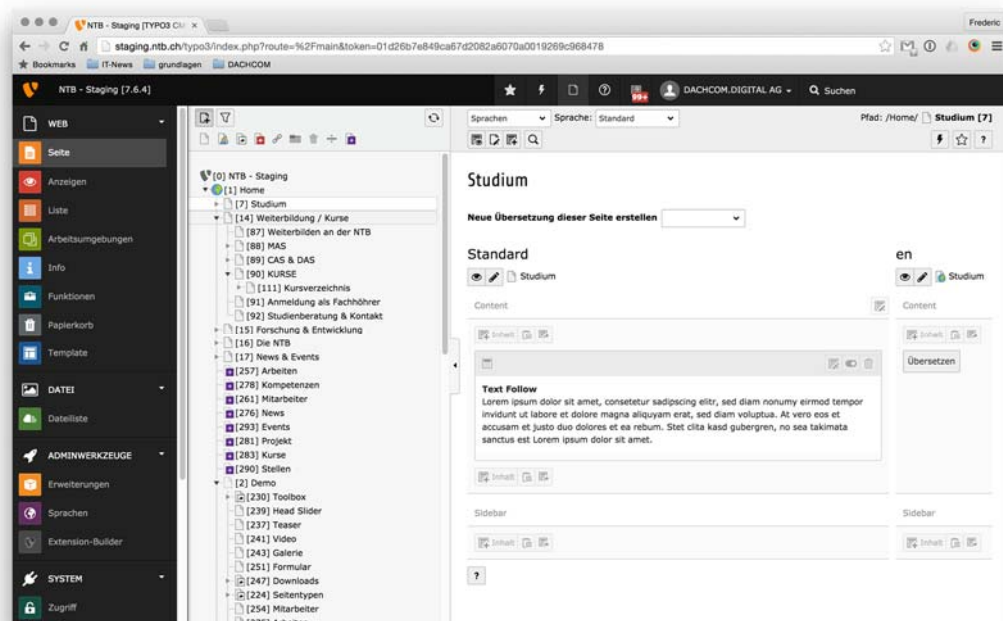 NTB - Staging [TYPO3 CM
Frederic
staging.ntb.ch/typo3/index.php?route=%2Fmain&token=01d26b7e849ca67d2082a6070a0019269c968478
Bookmarks IT-News grundlagen DACHCOM
NTB - Staging [7.6.4]
99+
DACHCOM.DIGITAL AG
Suchen
WEB
Seite
Anzeigen
Liste
Arbeitsumgebungen
Info
Funktionen
Papierkorb
Template
DATEI
Dateiliste
ADMINWERKZEUGE
Erweiterungen
Sprachen
Extension-Builder
SYSTEM
Zugriff
[0] NTB - Staging
[1] Home
[7] Studium
[14] Weiterbildung / Kurse
[87] Weiterbilden an der NTB
[88] MAS
[89] CAS & DAS
[90] KURSE
[111] Kursverzeichnis
[91] Anmeldung als Fachhöhrer
[92] Studienberatung & Kontakt
[15] Forschung & Entwicklung
[16] Die NTB
[17] News & Events
[257] Arbeiten
[278] Kompetenzen
[261] Mitarbeiter
[276] News
[293] Events
[281] Projekt
[283] Kurse
[290] Stellen
[2] Demo
[230] Toolbox
[239] Head Slider
[237] Teaser
[241] Video
[243] Galerie
[251] Formular
[247] Downloads
[224] Seitentypen
[254] Mitarbeiter
Sprachen Sprache: Standard
Pfad: /Home/ Studium [7]
?
Studium
Neue Übersetzung dieser Seite erstellen
Standard
Studium
Content
Inhalt
Text Follow
Lorem ipsum dolor sit amet, consetetur sadipscing elitr, sed diam nonumy eirmod tempor
invidunt ut labore et dolore magna aliquyam erat, sed diam voluptua. At vero eos et
accusam et justo duo dolores et ea rebum. Stet clita kasd gubergren, no sea takimata
sanctus est Lorem ipsum dolor sit amet.
Inhalt
Sidebar
Inhalt
?
en
Studium
Content
Inhalt
Übersetzen
Sidebar
Inhalt